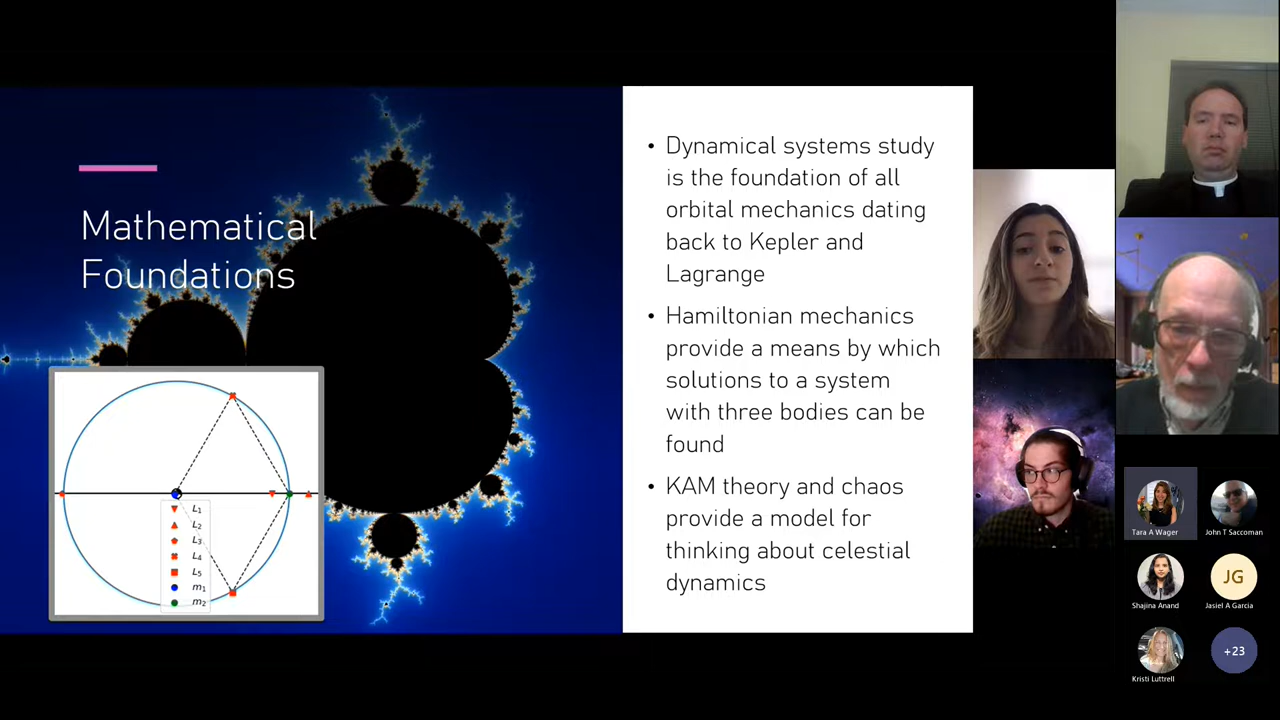 Mathematical
Foundations
L1
L2
L3
L4
L5
m1
m2
• Dynamical systems study
is the foundation of all
orbital mechanics dating
back to Kepler and
Lagrange
• Hamiltonian mechanics
provide a means by which
solutions to a system
with three bodies can be
found
• KAM theory and chaos
provide a model for
thinking about celestial
dynamics
Tara A Wager
John T Saccoman
Shajina Anand
JG
Jasiel A Garcia
Kristi Luttrell
+23